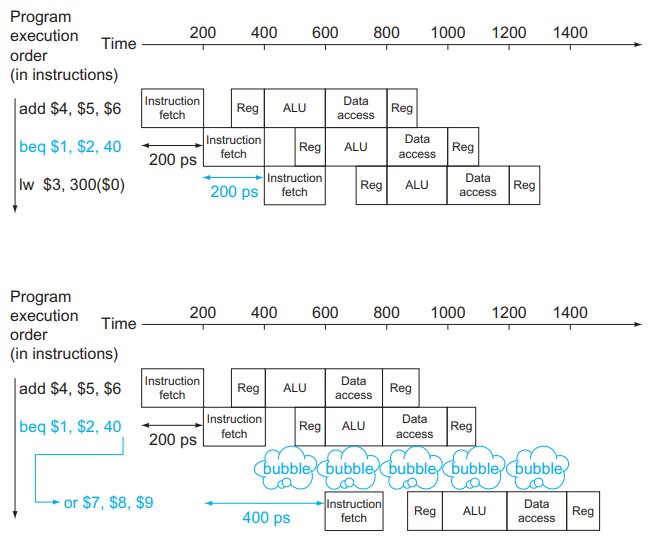 Program
execution
order
(in instructions)
Time
200 400 600 800 1000 1200 1400
add $4, $5, $6
Instruction
fetch
Reg
ALU
Data
access
Reg
beq $1, $2, 40
200 ps
Instruction
fetch
Reg
ALU
Data
access
Reg
lw $3, 300($0)
200 ps
Instruction
fetch
Reg
ALU
Data
access
Reg
Program
execution
order
(in instructions)
Time
200 400 600 800 1000 1200 1400
add $4, $5, $6
Instruction
fetch
Reg
ALU
Data
access
Reg
beq $1, $2, 40
200 ps
Instruction
fetch
Reg
ALU
Data
access
Reg
bubble bubble bubble bubble bubble
or $7, $8, $9
400 ps
Instruction
fetch
Reg
ALU
Data
access
Reg